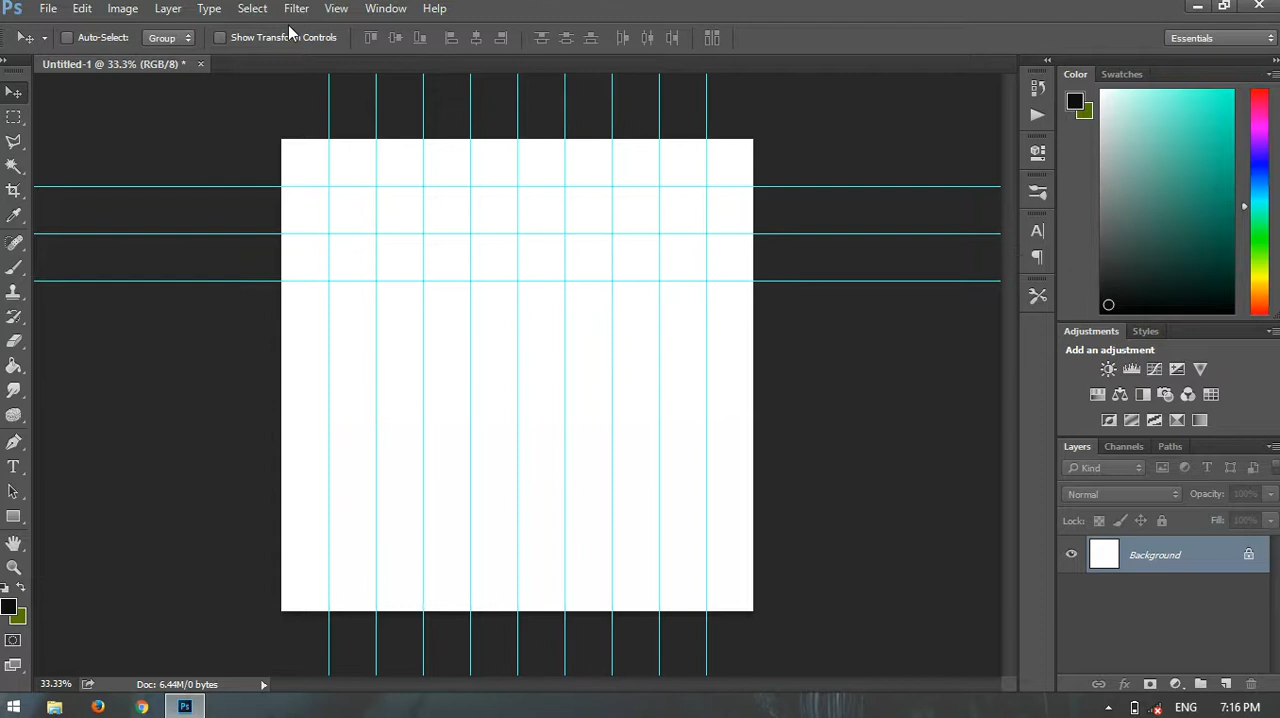 Ps File Edit Image Layer Type Select Filter View Window Help
Auto-Select: Group Show Transform Controls Essentials
Untitled-1 @ 33.3% (RGB/8) * ×
Color Swatches
Adjustments Styles
Add an adjustment
Layers Channels Paths
Kind
Normal Opacity: 100%
Lock: Fill: 100%
Background
33.33% Doc: 6.44M/0 bytes
Ps ENG 7:16 PM